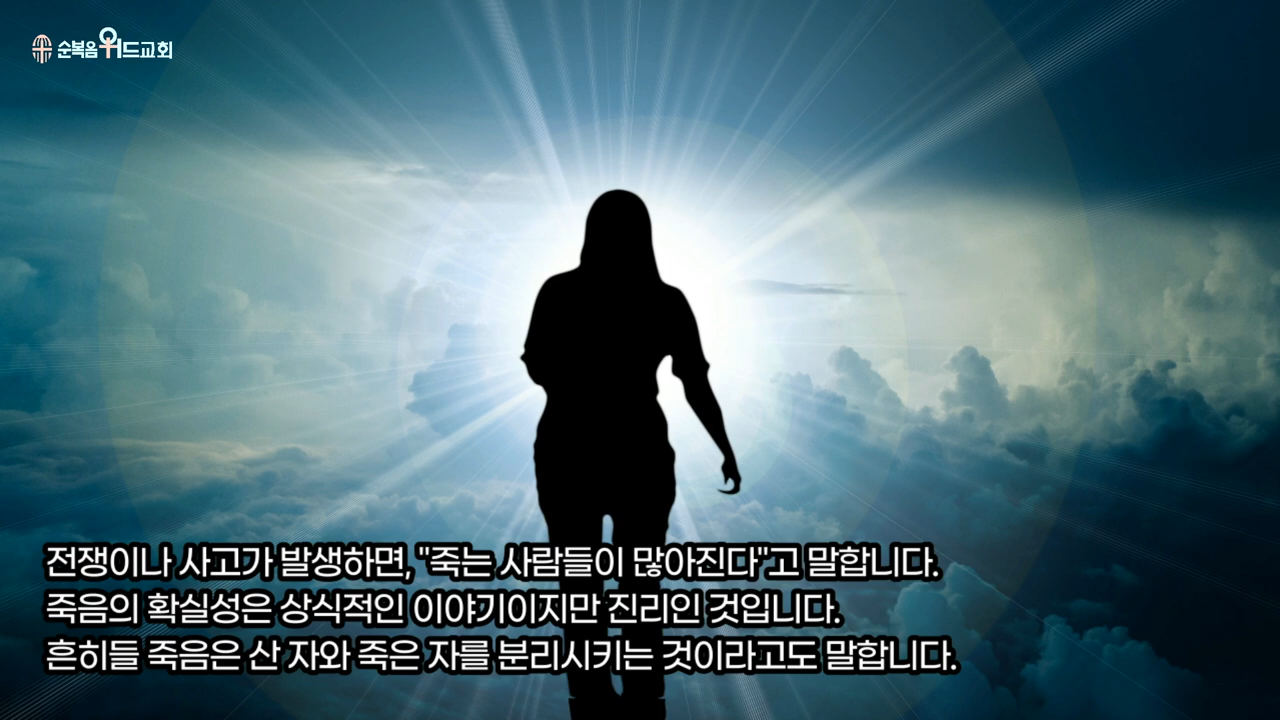 순복음위드교회
전쟁이나 사고가 발생하면, "죽는 사람들이 많아진다"고 말합니다.
죽음의 확실성은 상식적인 이야기이지만 진리인 것입니다.
흔히들 죽음은 산 자와 죽은 자를 분리시키는 것이라고도 말합니다.